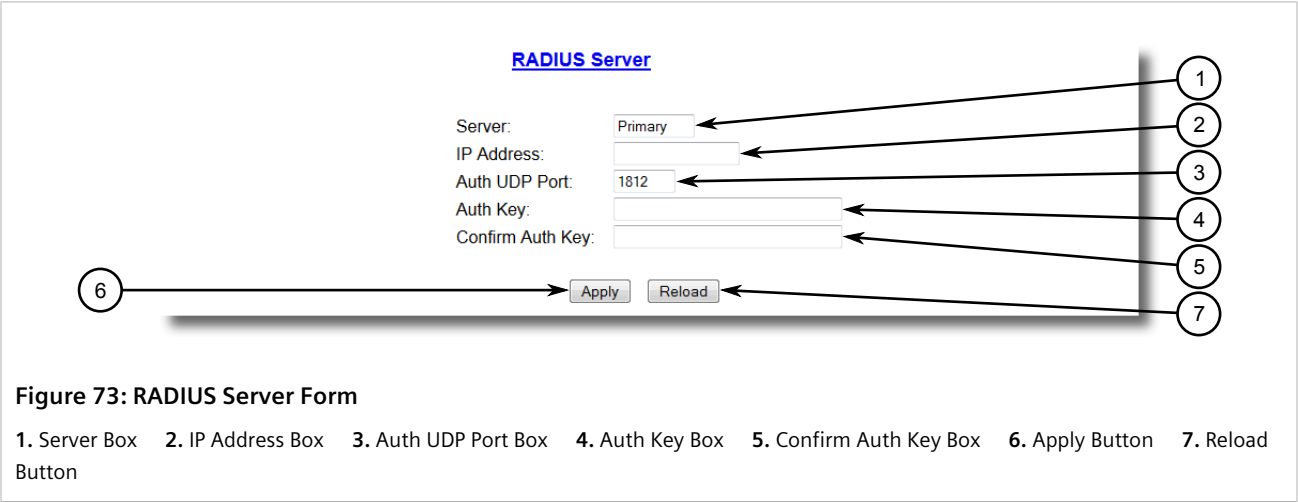 RADIUS Server
1
Server: Primary
2
IP Address:
3
Auth UDP Port: 1812
4
Auth Key:
5
Confirm Auth Key:
6
Apply Reload
7
Figure 73: RADIUS Server Form
1. Server Box 2. IP Address Box 3. Auth UDP Port Box 4. Auth Key Box 5. Confirm Auth Key Box 6. Apply Button 7. Reload
Button